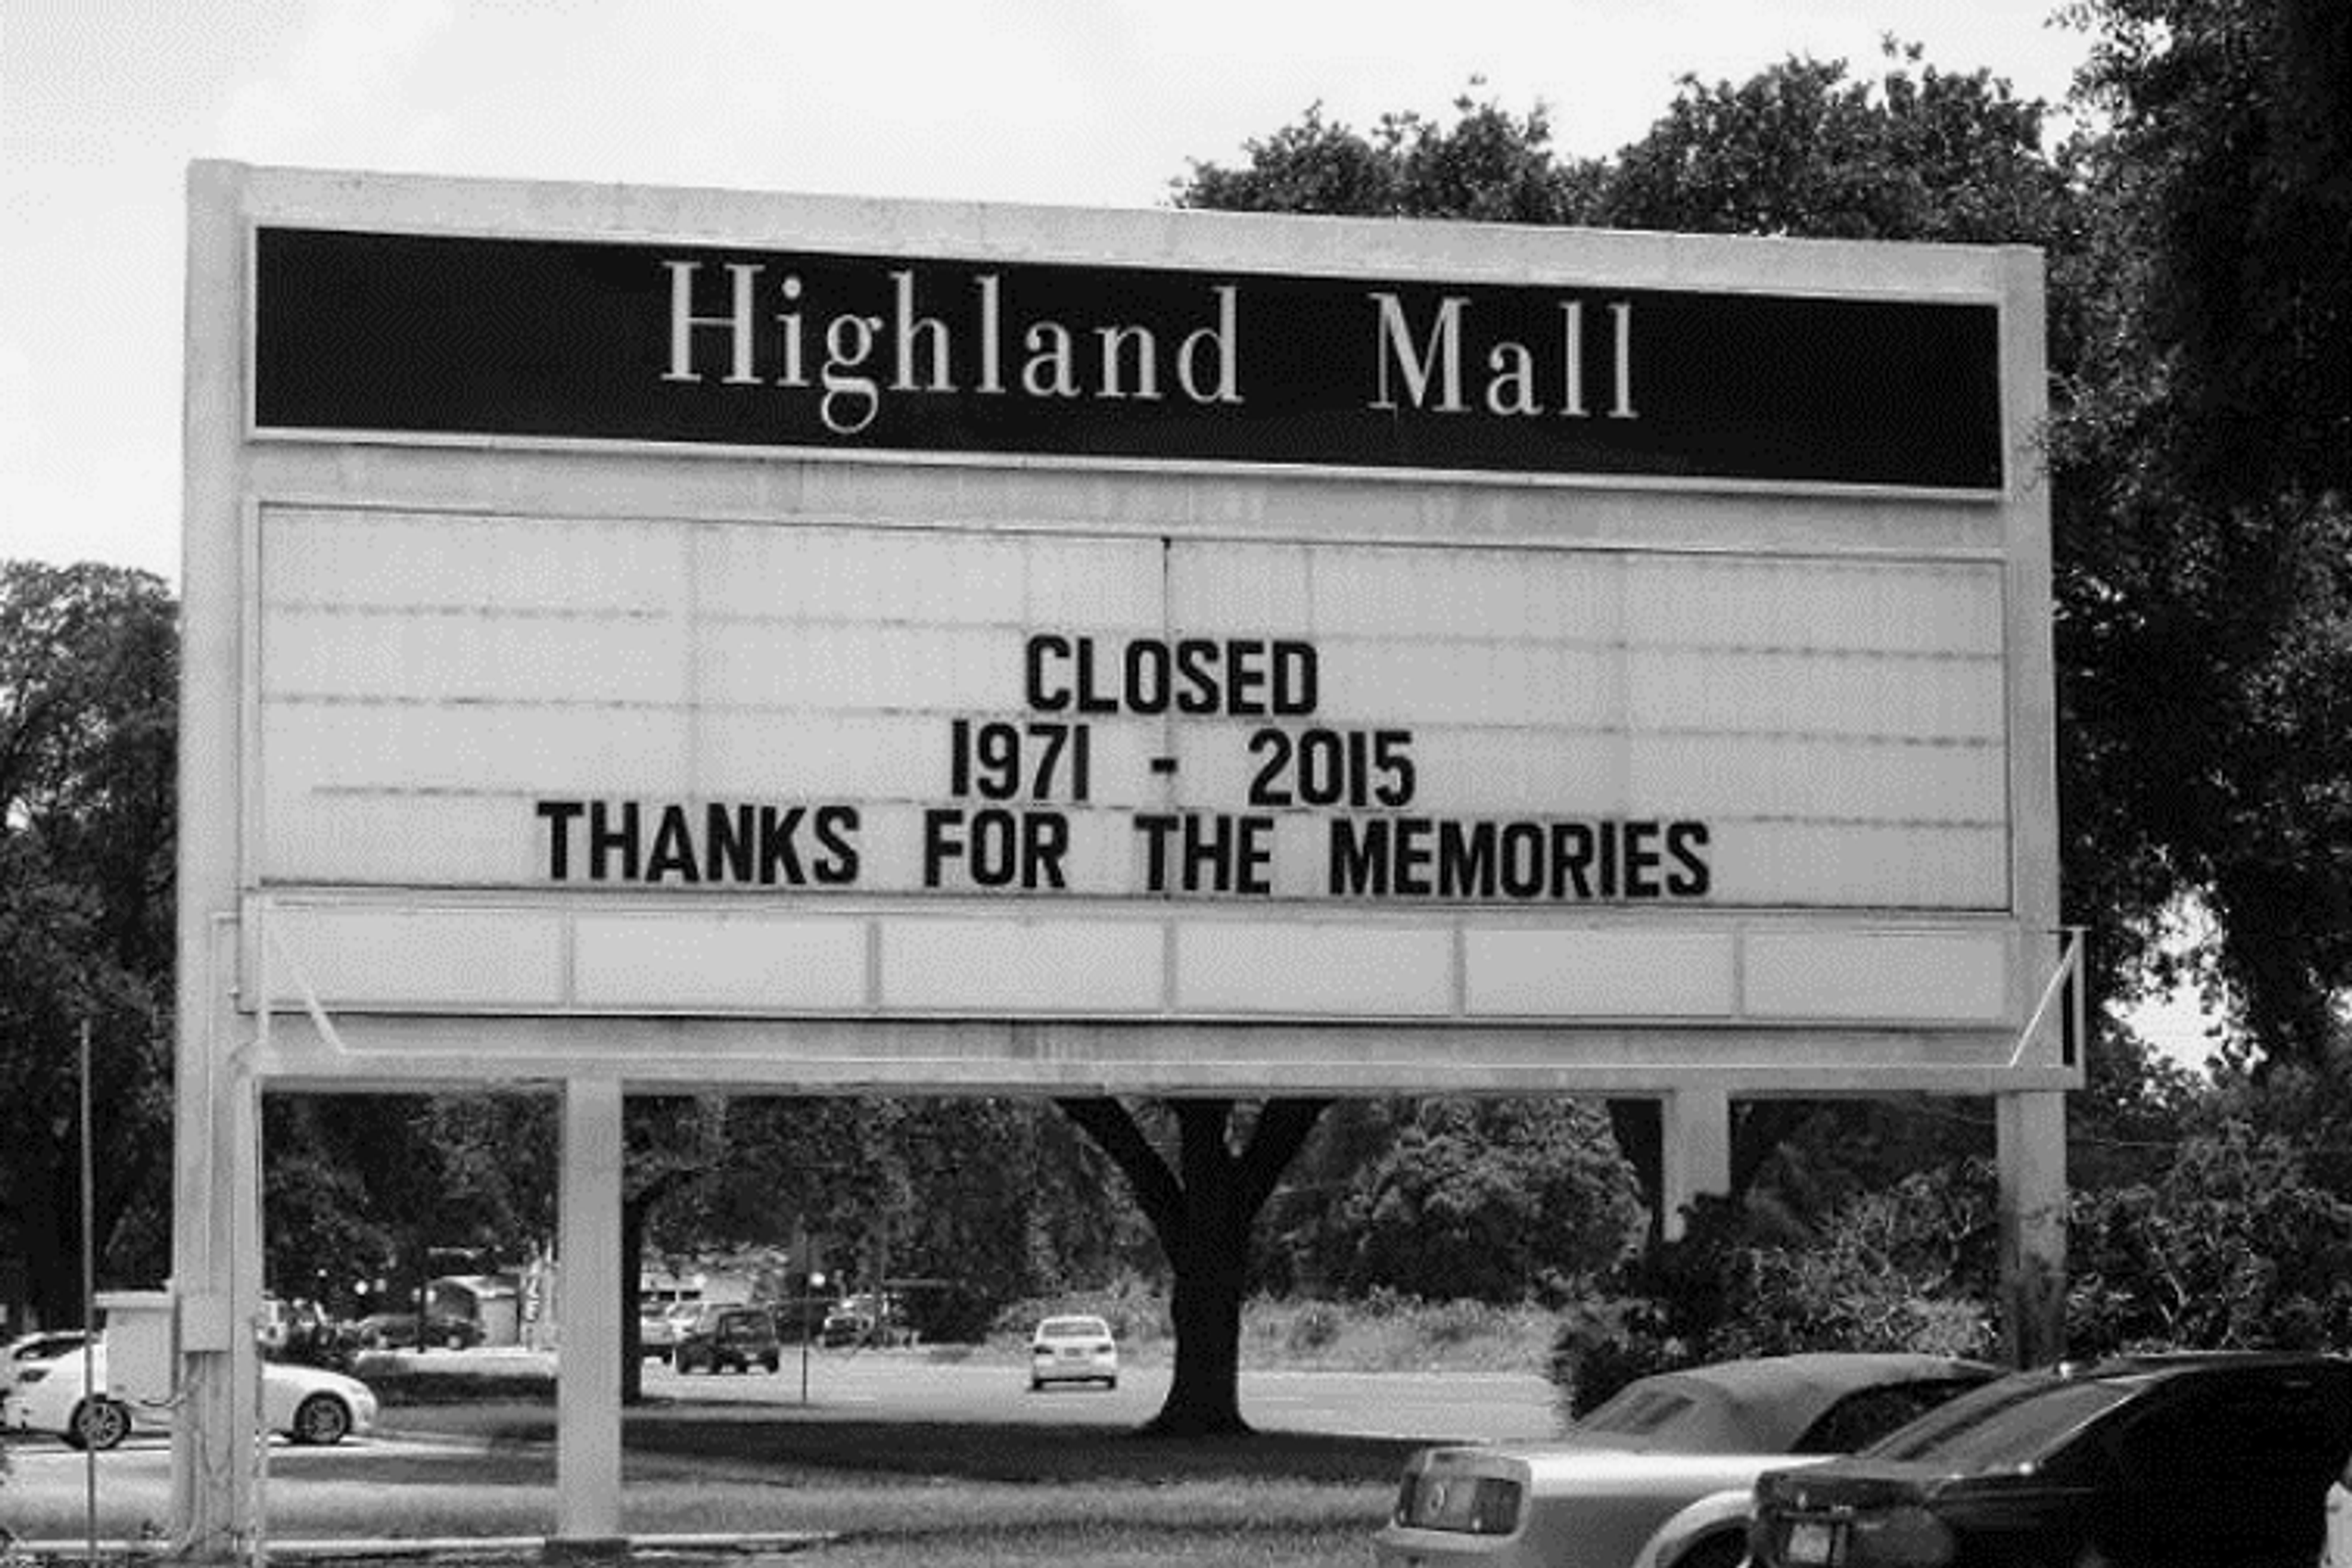 Highland Mall
CLOSED
1971 - 2015
THANKS FOR THE MEMORIES